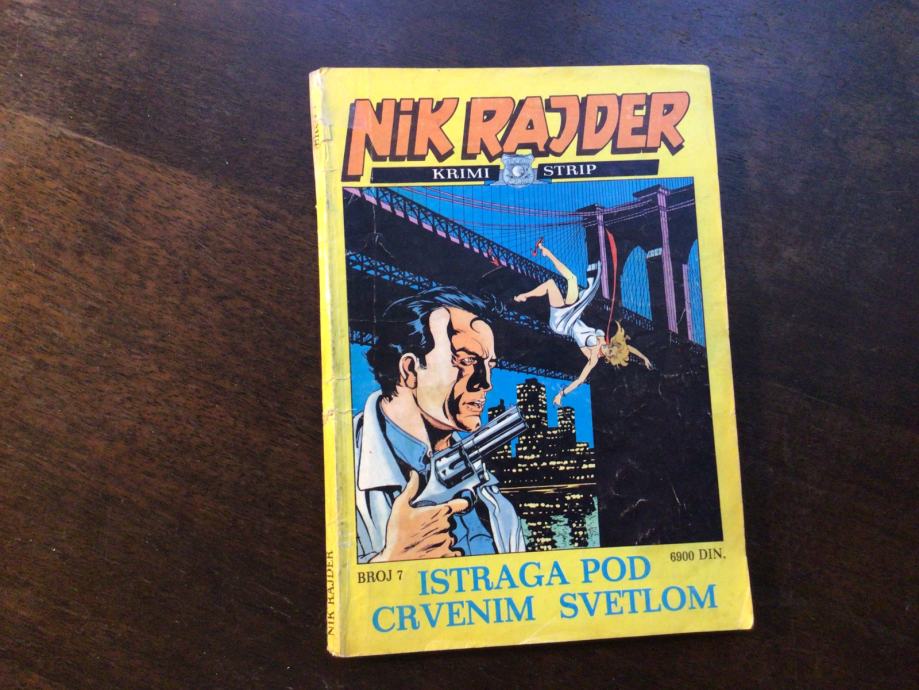 NiK RAJDER
KRIMI STRIP
BROJ 7
6900 DIN.
ISTRAGA POD
CRVENIM SVETLOM
NIK RAJDER